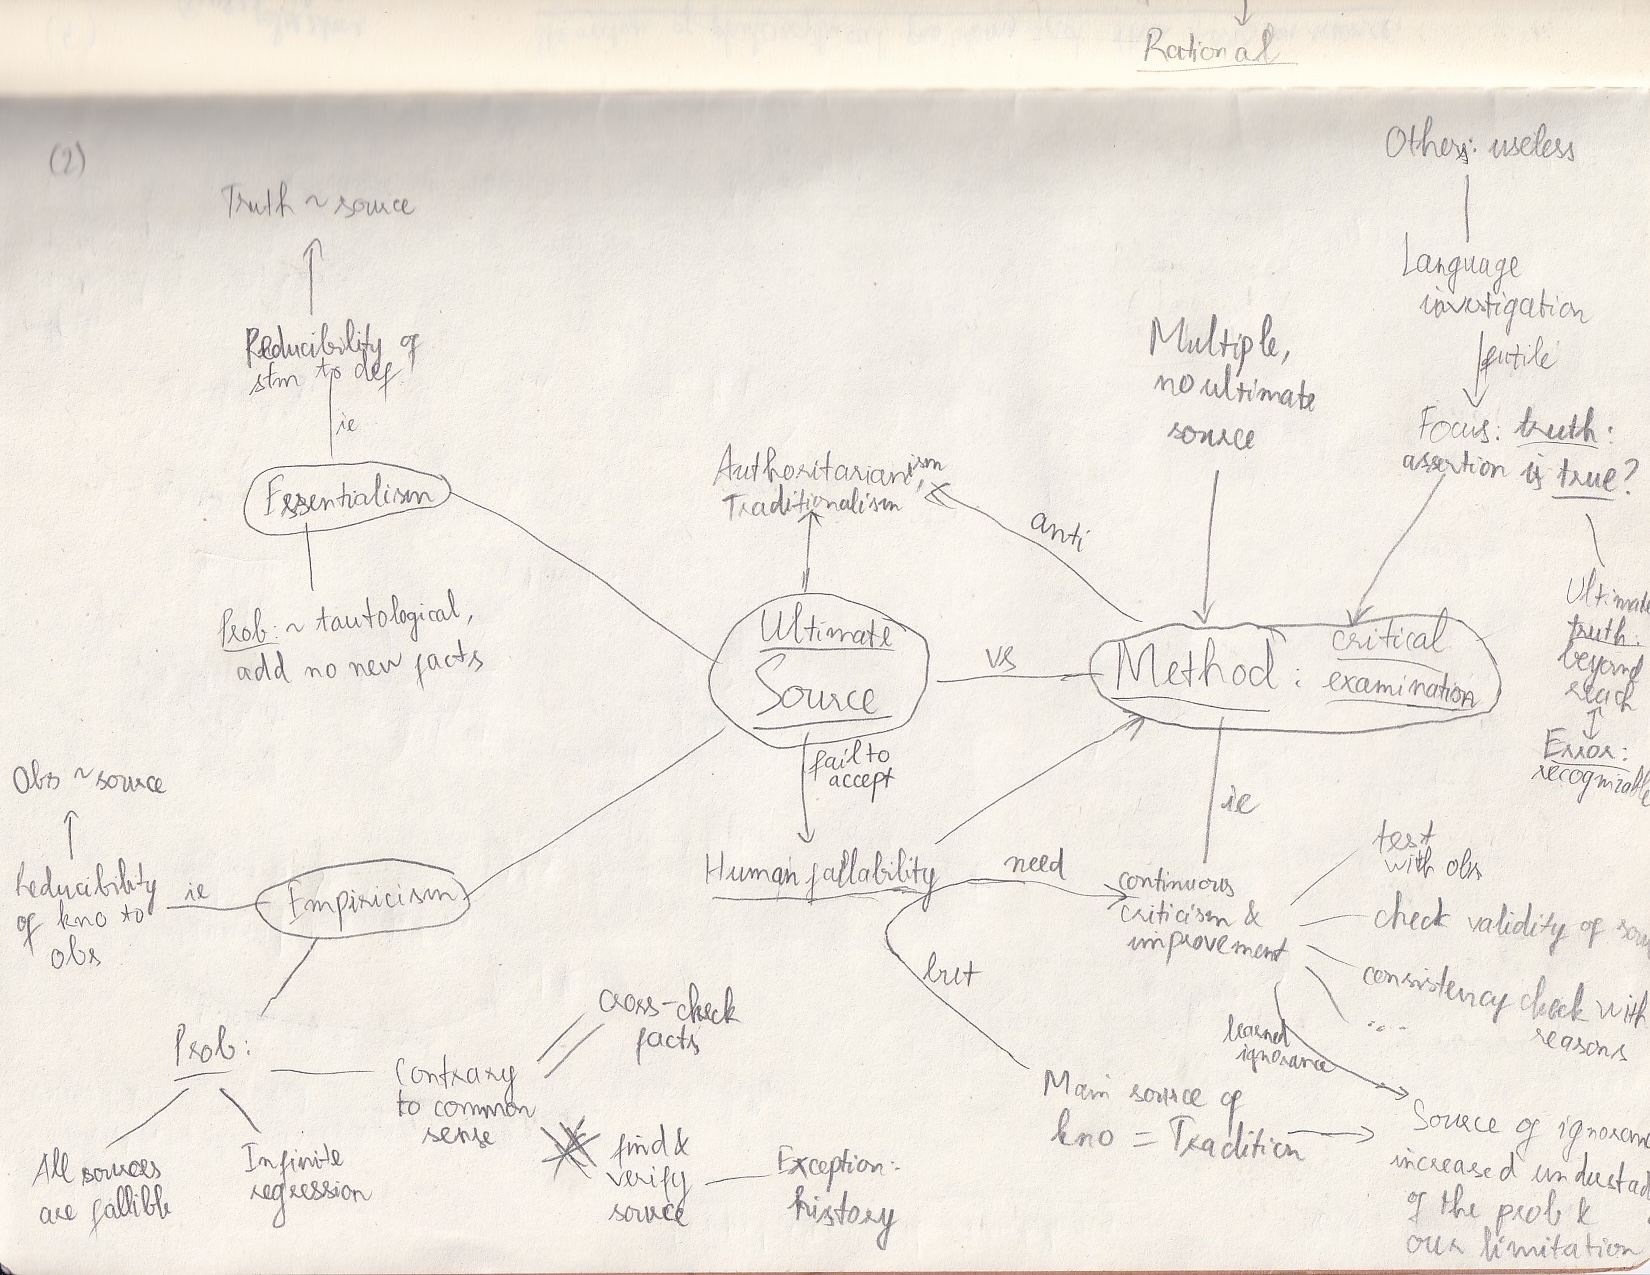 Rational
(2)
Others: useless
Truth ~ source
Language
investigation
futile
Reducibility of
stm to def
ie
Multiple,
no ultimate
source
Focus: truth:
assertion is true?
Essentialism
Authoritarianism,
Traditionalism
anti
Prob: ~ tautological,
add no new facts
Ultimate
Source
vs
Method: critical
examination
Ultimate
truth:
beyond
reach
Error:
recognizable
fail to
accept
Obs ~ source
ie
Reducibility
of kno to
obs
ie
Empiricism
Human fallability
need
continuous
criticism &
improvement
test
with obs
check validity of sou
consistency check with
reasons
...
but
learned
ignorance
Prob:
Contrary
to common
sense
cross-check
facts
All sources
are fallible
Infinite
regression
find &
verify
source
Exception:
history
Main source of
kno = Tradition
Source of ignoranc
increased undustad
of the prob &
our limitation